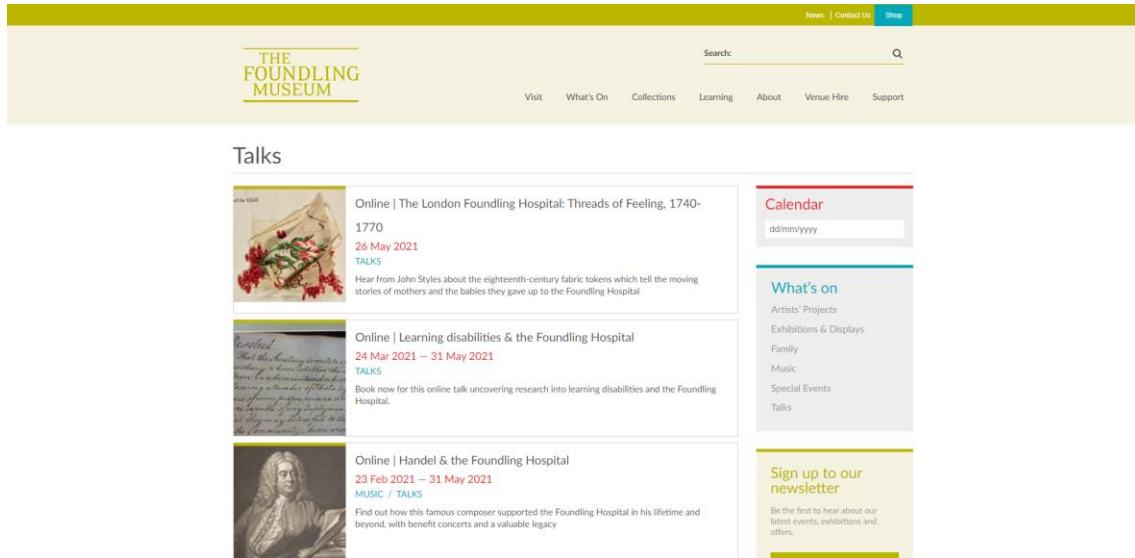 News | Contact Us
Shop
THE
FOUNDLING
MUSEUM
Search:
Visit
What's On
Collections
Learning
About
Venue Hire
Support
Talks
Online | The London Foundling Hospital: Threads of Feeling, 1740-
1770
26 May 2021
TALKS
Hear from John Styles about the eighteenth-century fabric tokens which tell the moving
stories of mothers and the babies they gave up to the Foundling Hospital
Online | Learning disabilities & the Foundling Hospital
24 Mar 2021 — 31 May 2021
TALKS
Book now for this online talk uncovering research into learning disabilities and the Foundling
Hospital.
Online | Handel & the Foundling Hospital
23 Feb 2021 — 31 May 2021
MUSIC / TALKS
Find out how this famous composer supported the Foundling Hospital in his lifetime and
beyond, with benefit concerts and a valuable legacy
Calendar
dd/mm/yyyy
What's on
Artists' Projects
Exhibitions & Displays
Family
Music
Special Events
Talks
Sign up to our
newsletter
Be the first to hear about our
latest events, exhibitions and
offers.